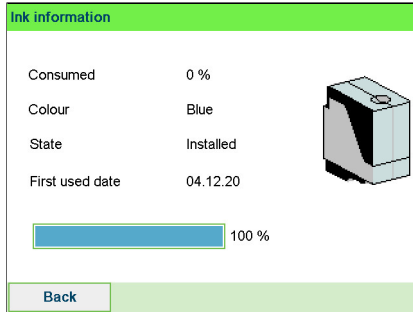 Ink information
Consumed 0 %
Colour Blue
State Installed
First used date 04.12.20
100 %
Back